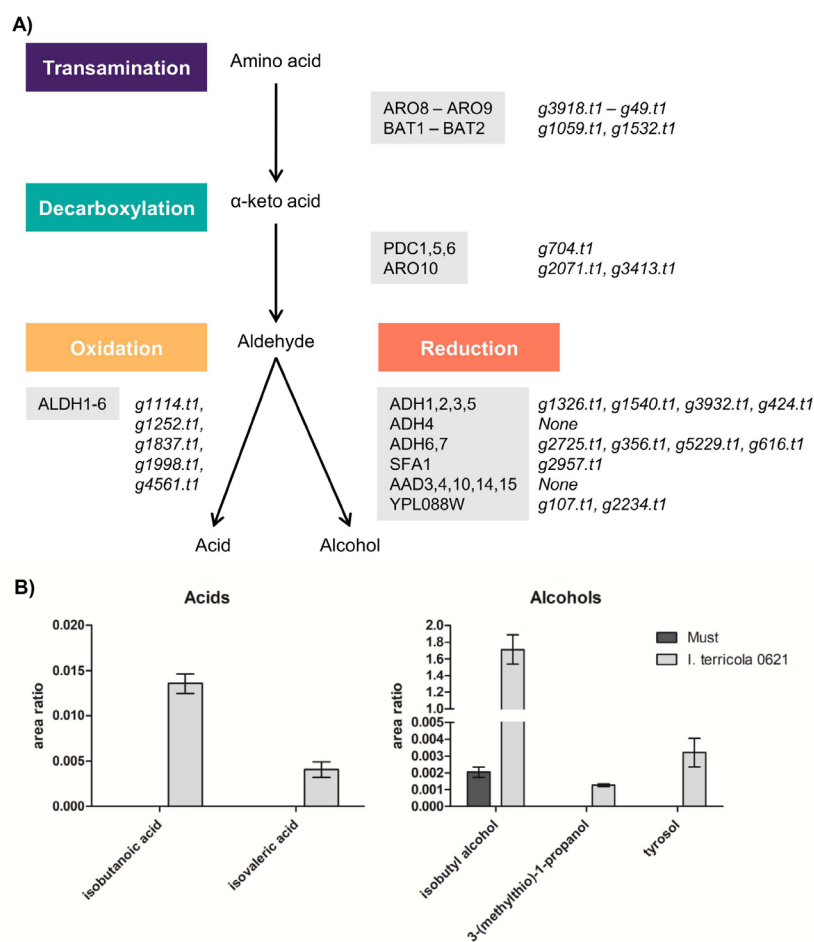 A)
Transamination
Amino acid
ARO8 – ARO9 g3918.t1 – g49.t1
BAT1 – BAT2 g1059.t1, g1532.t1
Decarboxylation
α-keto acid
PDC1,5,6 g704.t1
ARO10 g2071.t1, g3413.t1
Oxidation
Aldehyde
Reduction
ALDH1-6 g1114.t1,
g1252.t1,
g1837.t1,
g1998.t1,
g4561.t1
ADH1,2,3,5 g1326.t1, g1540.t1, g3932.t1, g424.t1
ADH4 None
ADH6,7 g2725.t1, g356.t1, g5229.t1, g616.t1
SFA1 g2957.t1
AAD3,4,10,14,15 None
YPL088W g107.t1, g2234.t1
Acid
Alcohol
B)
Acids
area ratio
0.020
0.015
0.010
0.005
0.000
isobutanoic acid
isovaleric acid
Alcohols
area ratio
2.0
1.8
1.6
1.4
1.2
1.0
0.005
0.004
0.003
0.002
0.001
0.000
isobutyl alcohol
3-(methylthio)-1-propanol
tyrosol
Must
I. terricola 0621